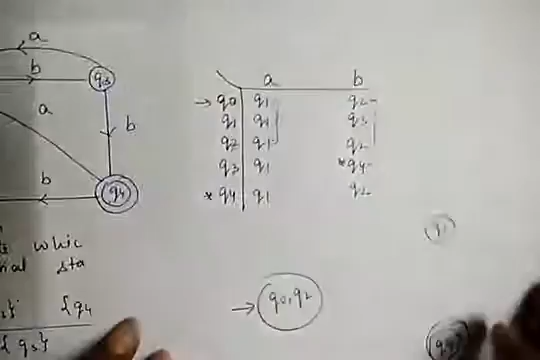 a
b q3
a
b
b q4
a b
→ q0 q1 q2
q1 q1 q3
q2 q1 q2
q3 q1 *q4
* q4 q1 q2
whic
nal sta
{q4
{q3}
→ q0,q2